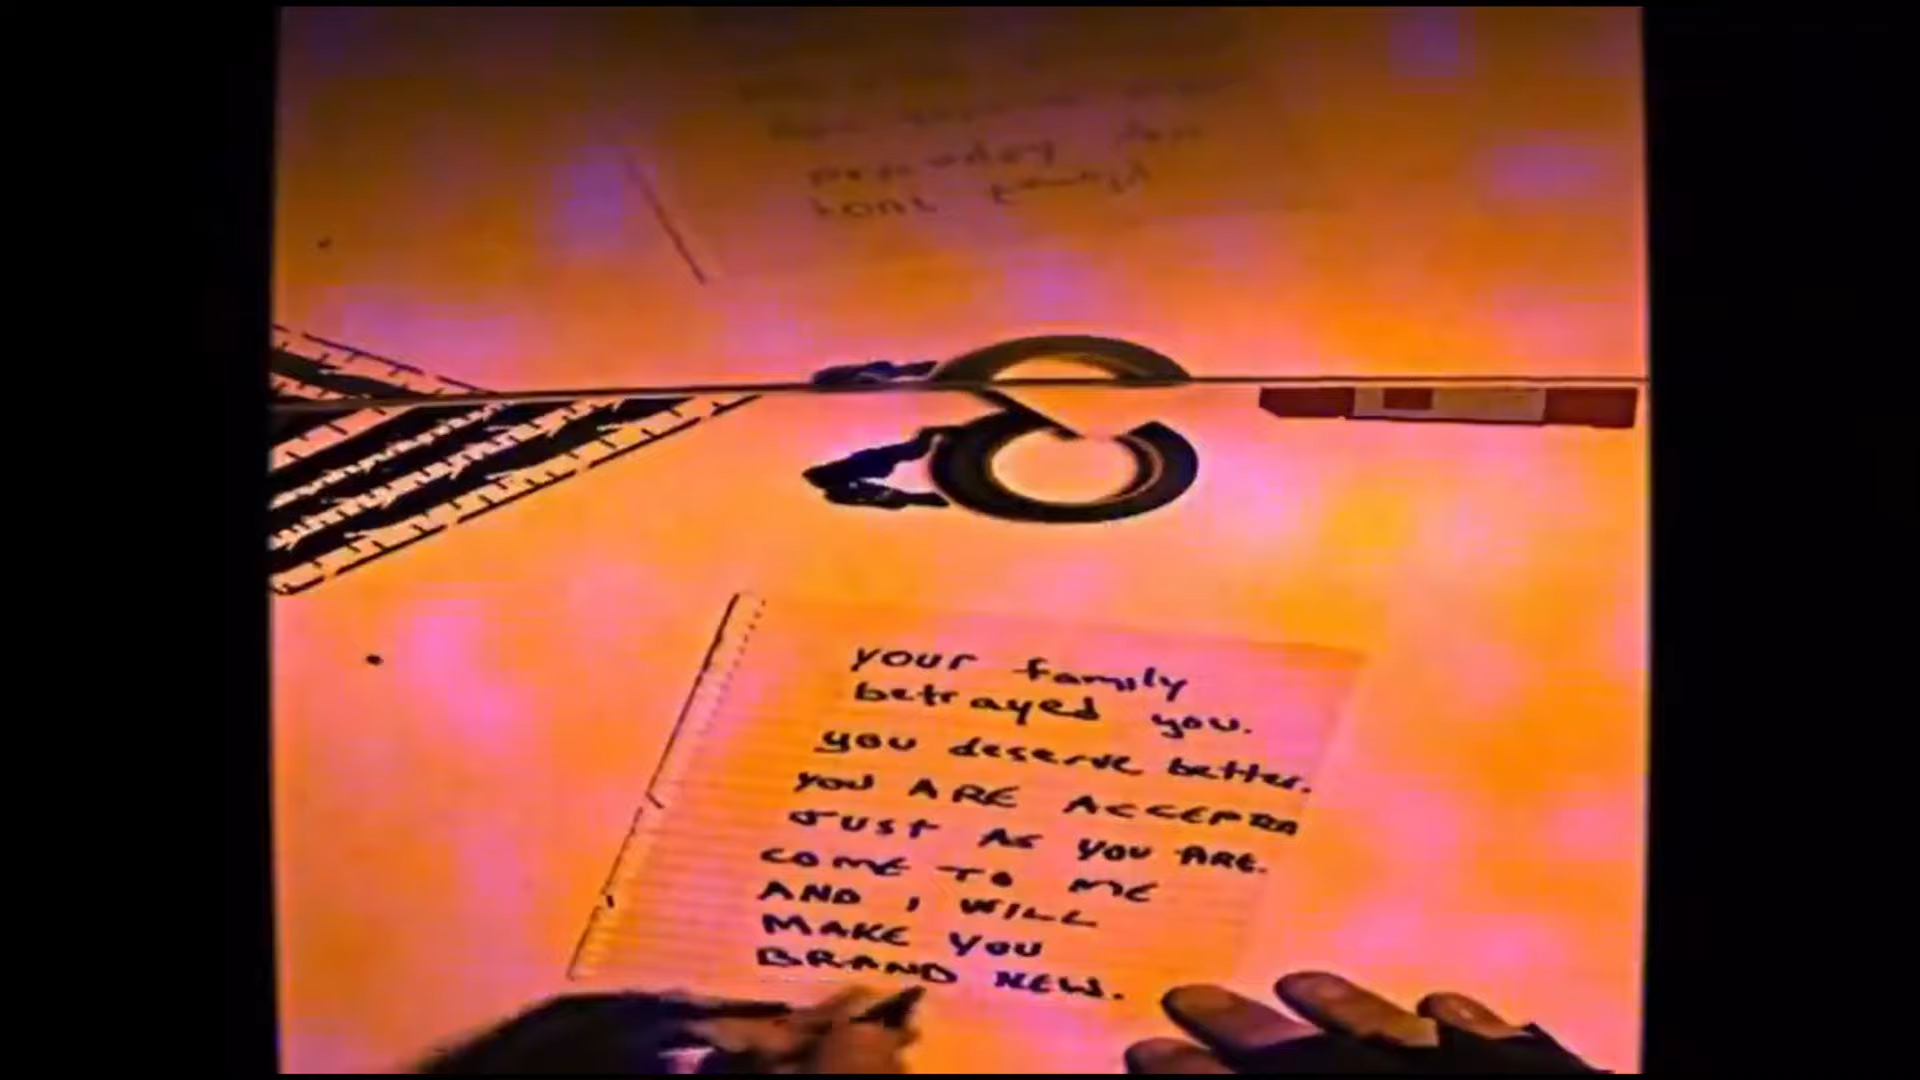 your family
betrayed you.
you deserve better.
you ARE
JUST AS YOU ARE.
COME TO ME
AND I WILL
MAKE YOU
BRAND NEW.